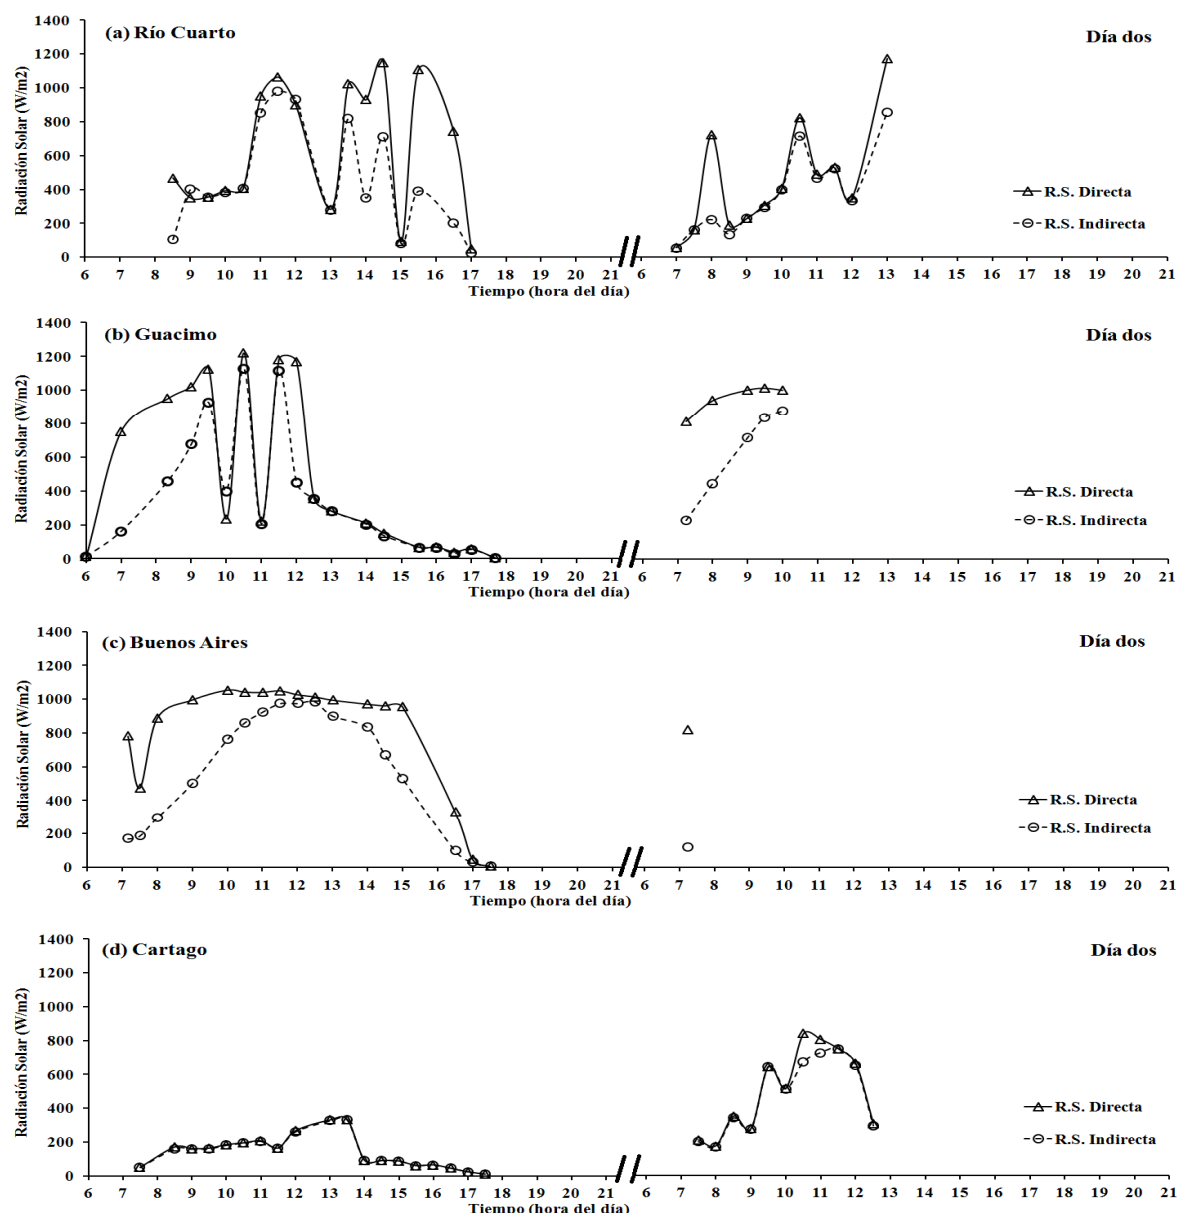 (a) Río Cuarto
Día dos
Radiación Solar (W/m2)
1400
1200
1000
800
600
400
200
0
R.S. Directa
R.S. Indirecta
6 7 8 9 10 11 12 13 14 15 16 17 18 19 20 21 6 7 8 9 10 11 12 13 14 15 16 17 18 19 20 21
Tiempo (hora del día)
(b) Guacimo
Día dos
Radiación Solar (W/m2)
1400
1200
1000
800
600
400
200
0
R.S. Directa
R.S. Indirecta
6 7 8 9 10 11 12 13 14 15 16 17 18 19 20 21 6 7 8 9 10 11 12 13 14 15 16 17 18 19 20 21
Tiempo (hora del día)
(c) Buenos Aires
Día dos
Radiación Solar (W/m2)
1400
1200
1000
800
600
400
200
0
R.S. Directa
R.S. Indirecta
6 7 8 9 10 11 12 13 14 15 16 17 18 19 20 21 6 7 8 9 10 11 12 13 14 15 16 17 18 19 20 21
Tiempo (hora del día)
(d) Cartago
Día dos
Radiación Solar (W/m2)
1400
1200
1000
800
600
400
200
0
R.S. Directa
R.S. Indirecta
6 7 8 9 10 11 12 13 14 15 16 17 18 19 20 21 6 7 8 9 10 11 12 13 14 15 16 17 18 19 20 21
Tiempo (hora del día)